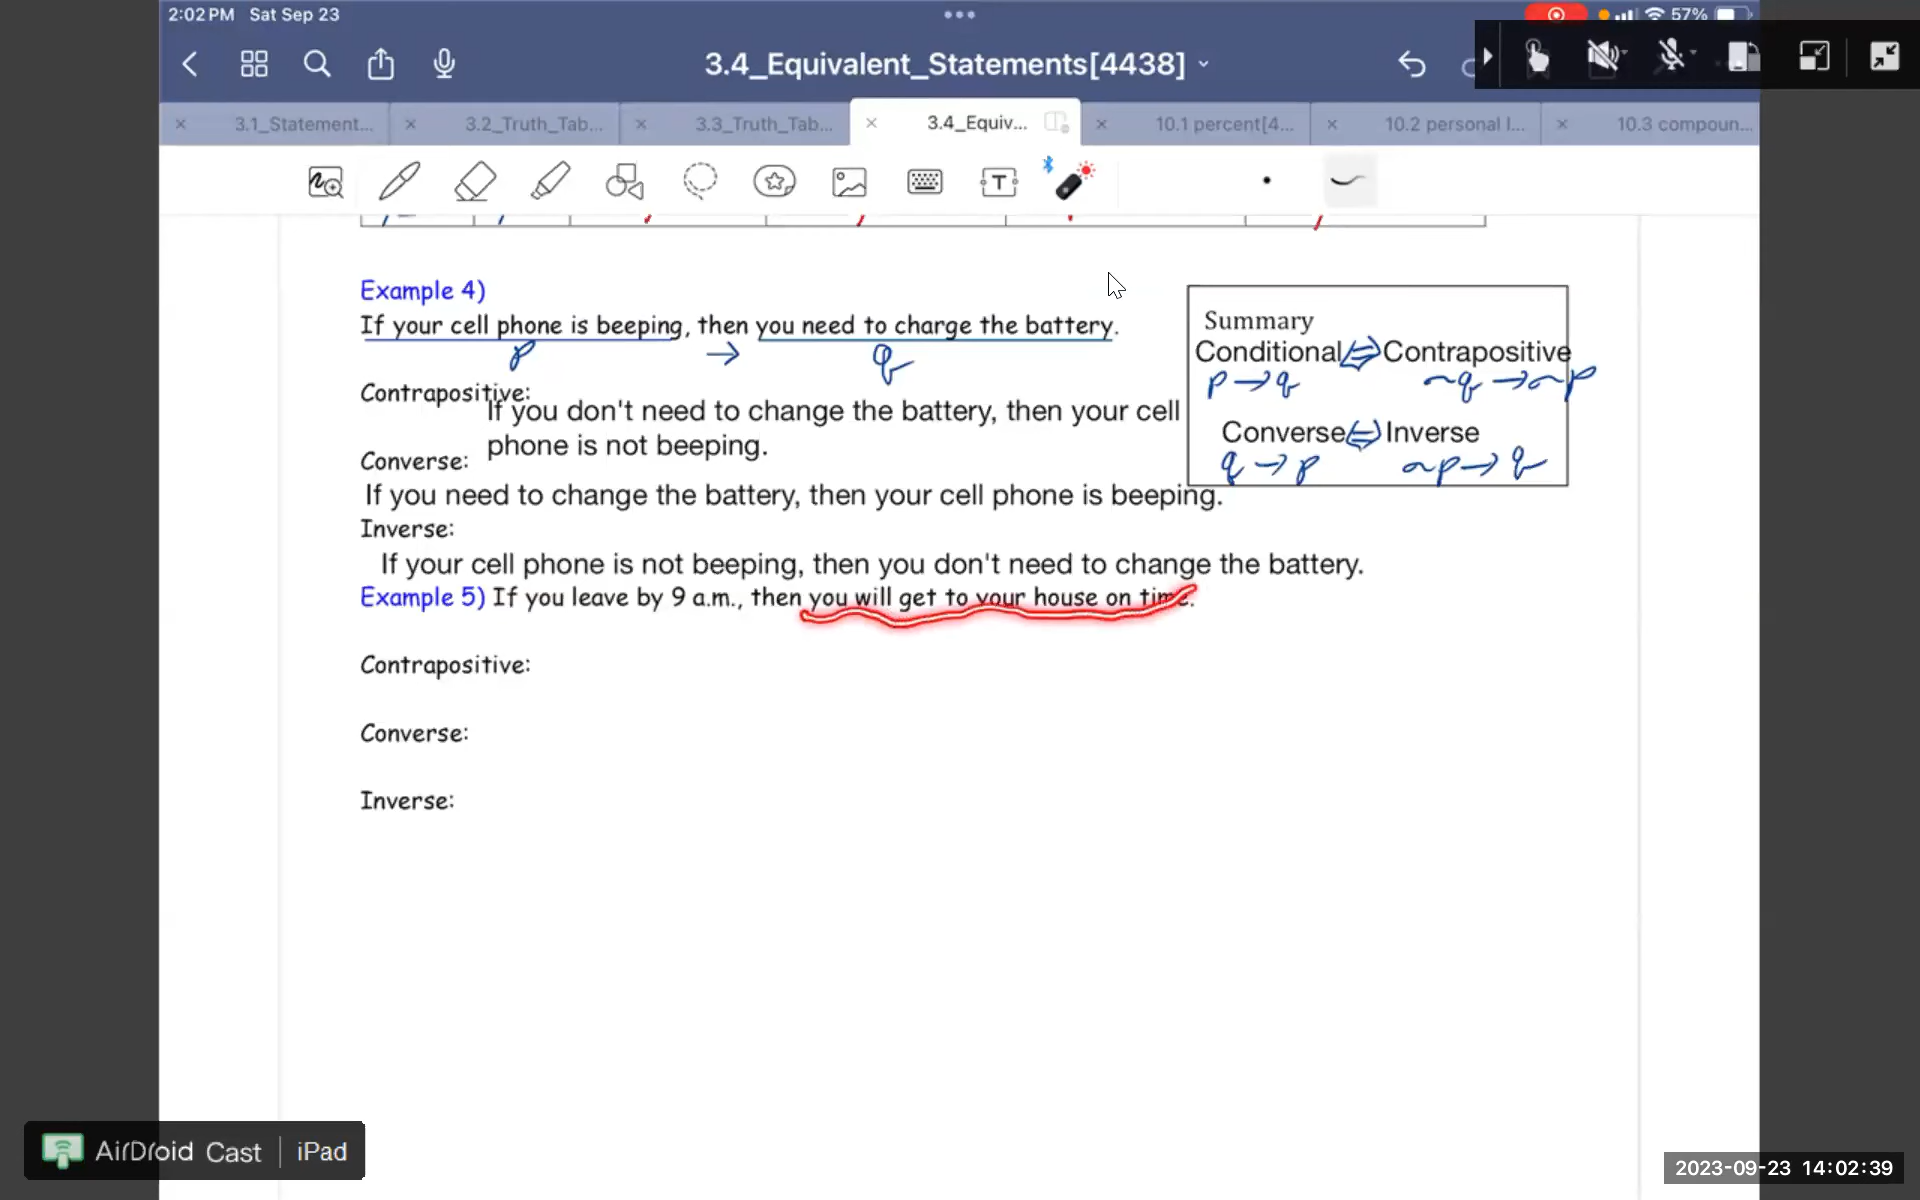 2:02 PM Sat Sep 23
57%
3.4_Equivalent_Statements[4438]
3.1_Statement...
3.2_Truth_Tab...
3.3_Truth_Tab...
3.4_Equiv...
10.1 percent[4...
10.2 personal l...
10.3 compoun...
T
Example 4)
If your cell phone is beeping, then you need to charge the battery.
p → q
Contrapositive:
If you don't need to change the battery, then your cell
phone is not beeping.
Converse:
If you need to change the battery, then your cell phone is beeping.
Inverse:
If your cell phone is not beeping, then you don't need to change the battery.
Summary
Conditional ⇔ Contrapositive
p → q ~q → ~p
Converse ⇔ Inverse
q → p ~p → q
Example 5) If you leave by 9 a.m., then you will get to your house on time.
Contrapositive:
Converse:
Inverse:
AirDroid Cast | iPad
2023-09-23 14:02:39